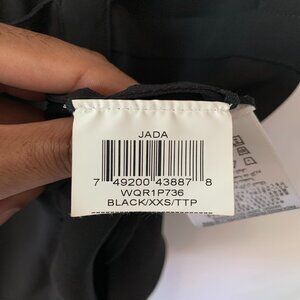 JADA
7 49200 43887 8
WQR1P736
BLACK/XXS/TTP